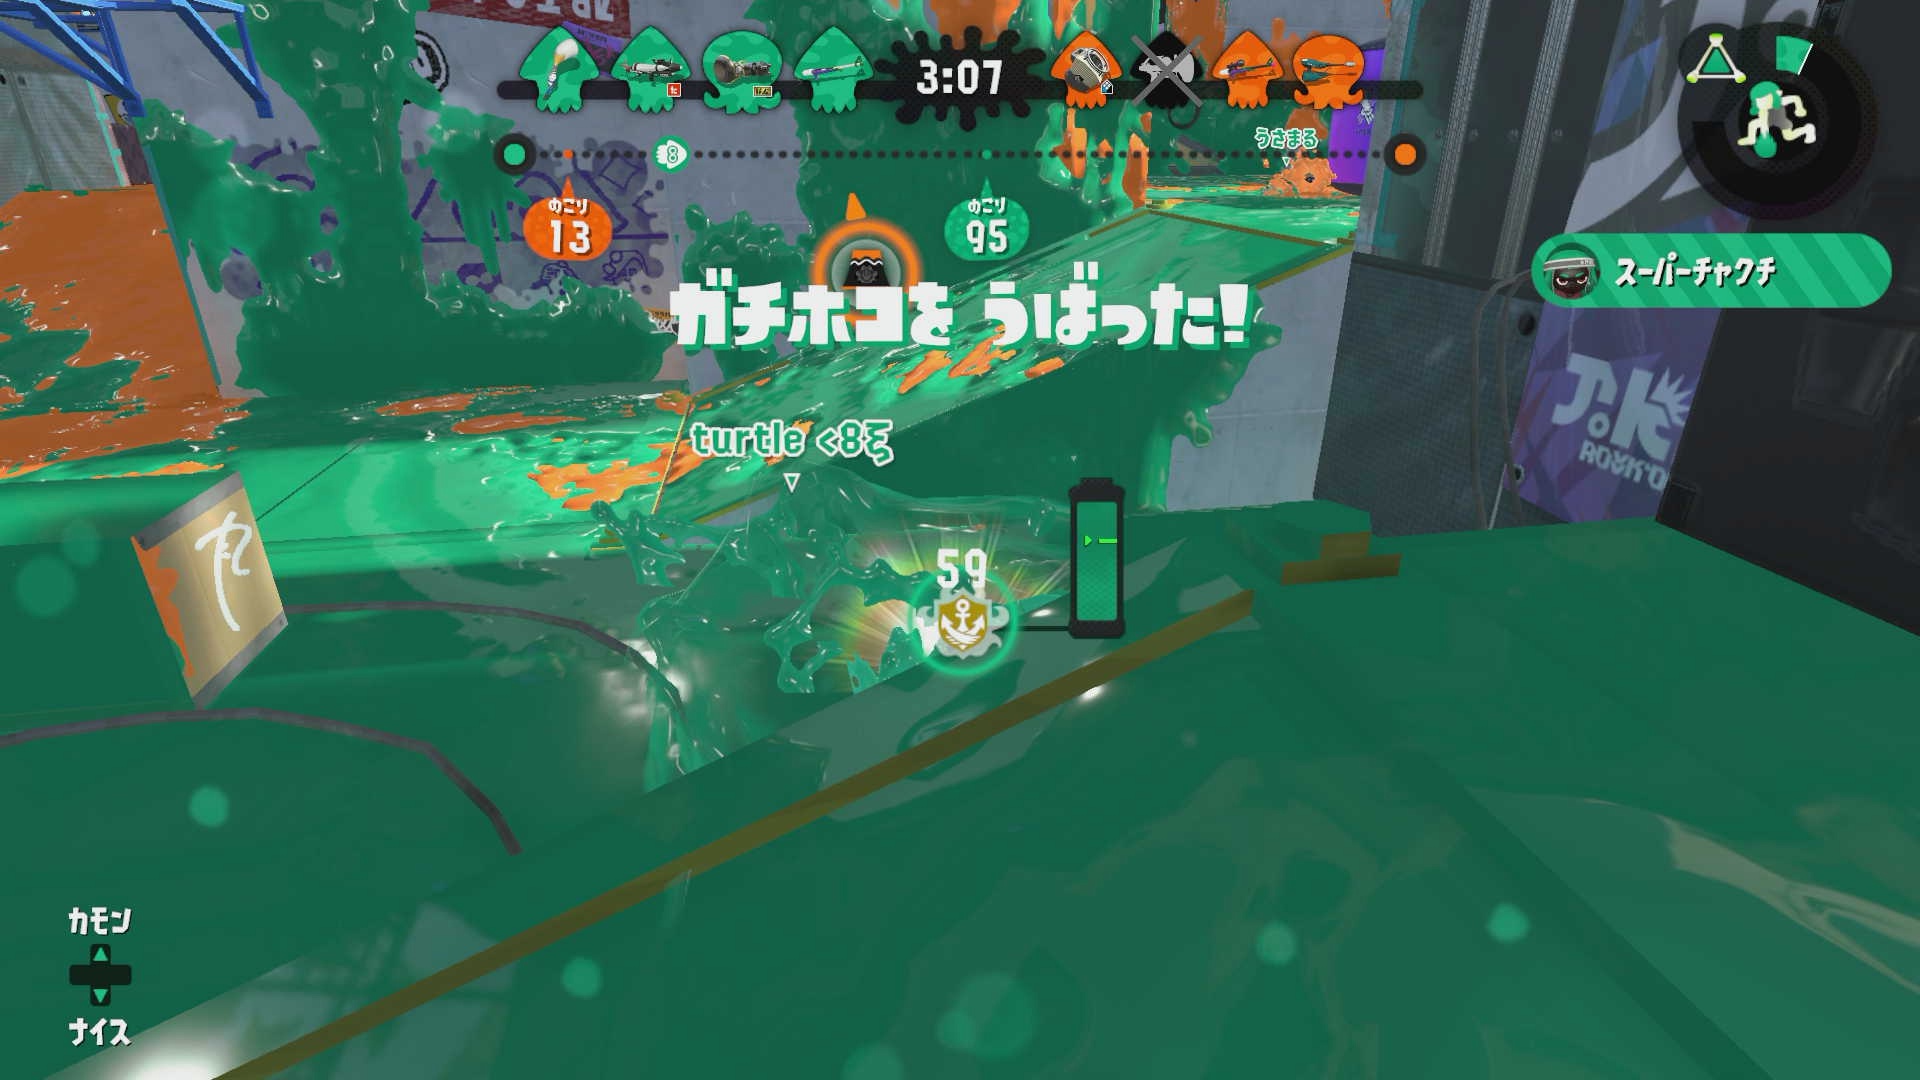 3:07
8
うさまる
のこり
13
のこり
95
スーパーチャクチ
ガチホコを うばった!
turtle <8ξ
59
カモン
ナイス